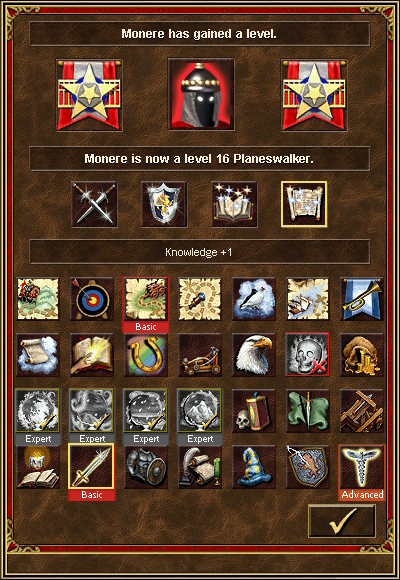 Monere has gained a level.
Monere is now a level 16 Planeswalker.
Knowledge +1
Basic
Expert Expert Expert Expert
Basic Advanced